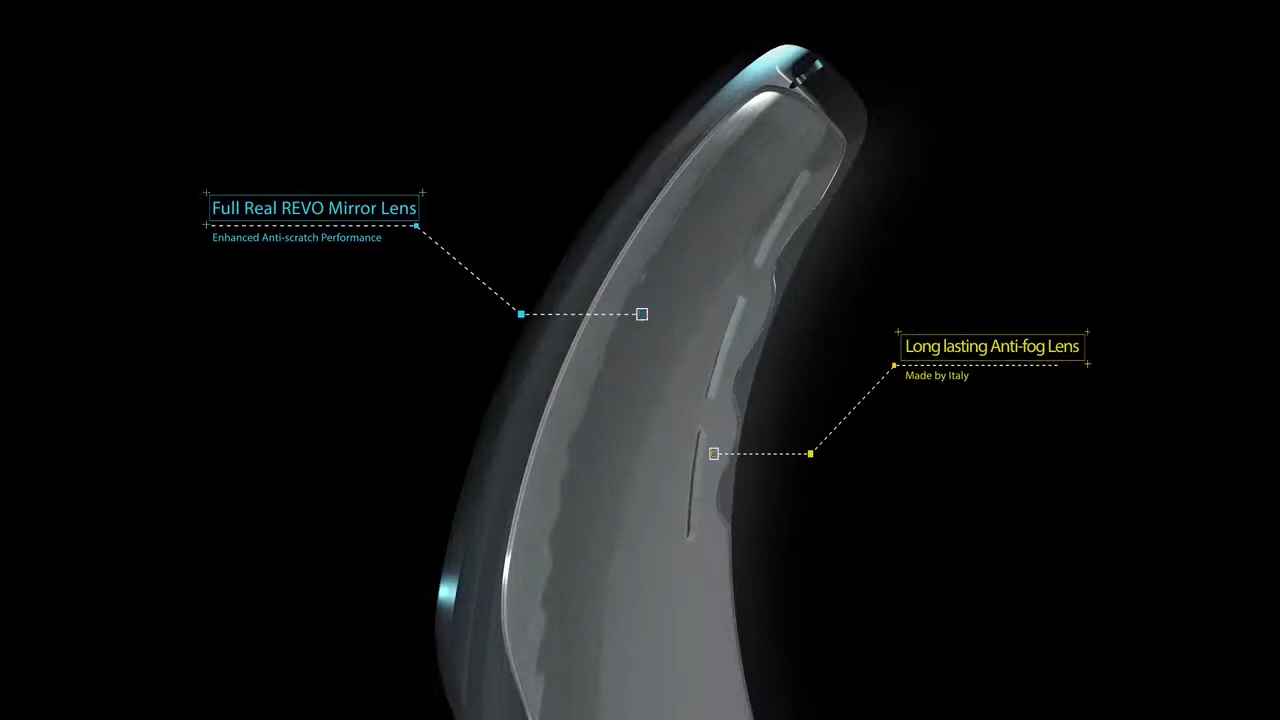 Full Real REVO Mirror Lens
Enhanced Anti-scratch Performance
Long lasting Anti-fog Lens
Made by Italy